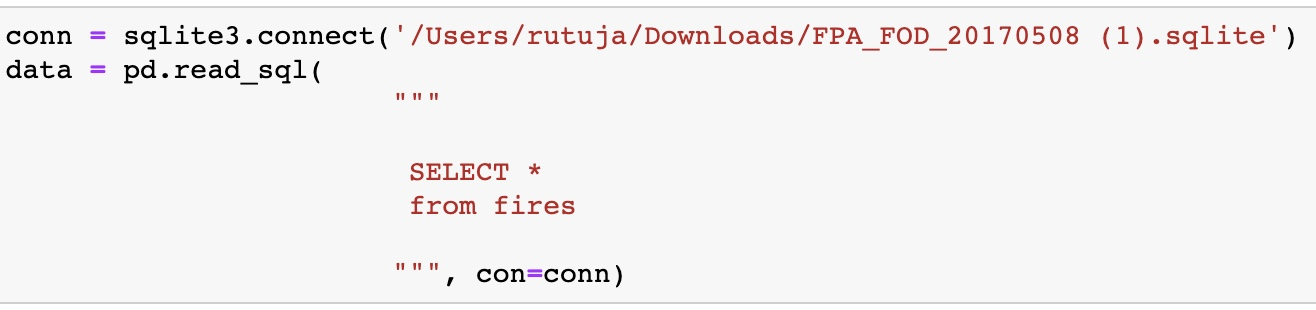 conn = sqlite3.connect('/Users/rutuja/Downloads/FPA_FOD_20170508 (1).sqlite')
data = pd.read_sql(
"""
SELECT *
from fires
""", con=conn)